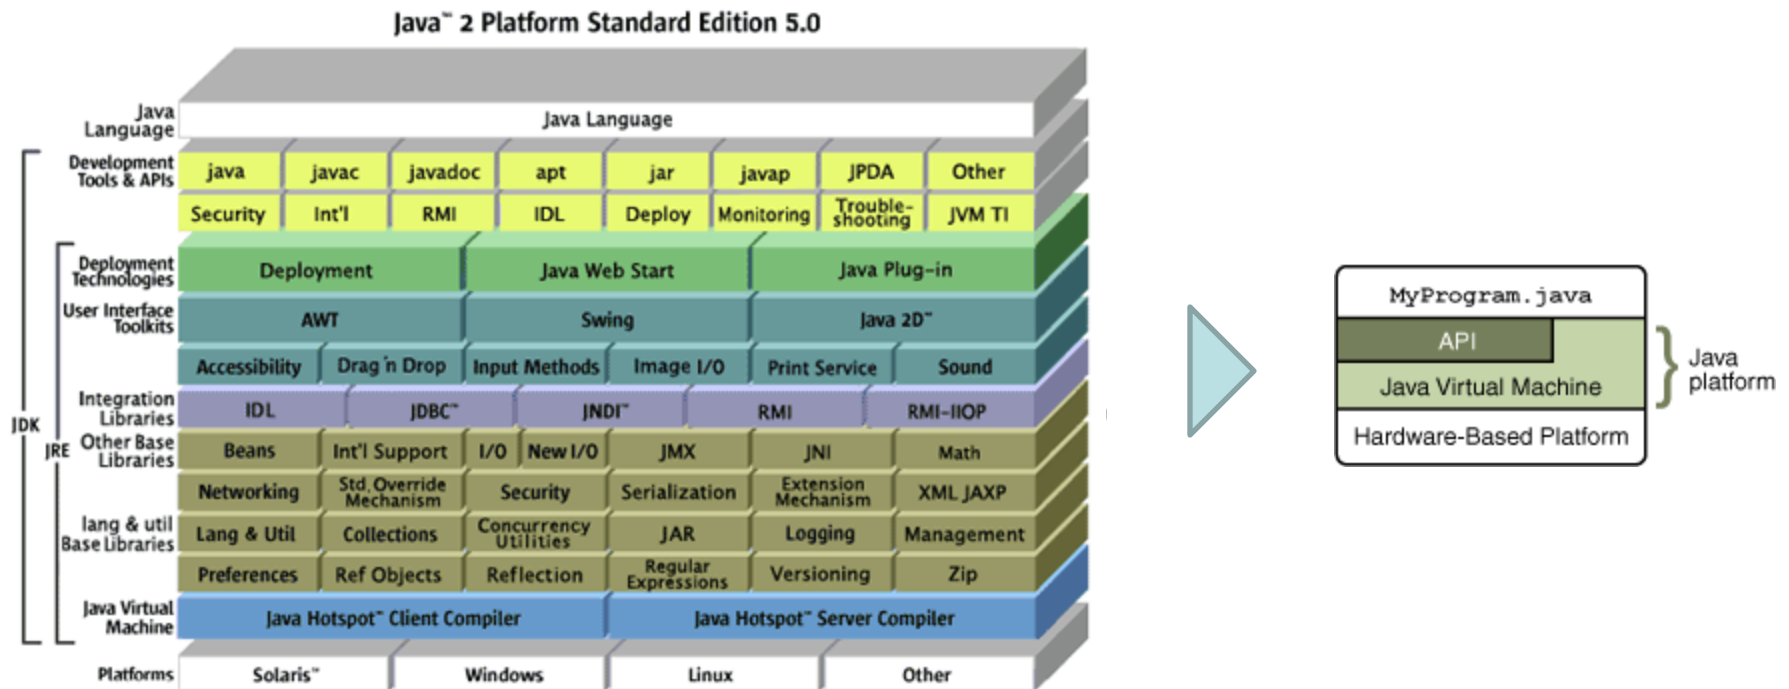 Java™ 2 Platform Standard Edition 5.0
Java
Language
Java Language
JDK
Development
Tools & APIs
java javac javadoc apt jar javap JPDA Other
Security Int'l RMI IDL Deploy Monitoring Trouble-
shooting JVM TI
JRE
Deployment
Technologies
Deployment Java Web Start Java Plug-in
User Interface
Toolkits
AWT Swing Java 2D™
Accessibility Drag'n Drop Input Methods Image I/O Print Service Sound
Integration
Libraries
IDL JDBC™ JNDI™ RMI RMI-IIOP
Other Base
Libraries
Beans Int'l Support I/O New I/O JMX JNI Math
Networking Std. Override
Mechanism Security Serialization Extension
Mechanism XML JAXP
lang & util
Base Libraries
Lang & Util Collections Concurrency
Utilities JAR Logging Management
Preferences Ref Objects Reflection Regular
Expressions Versioning Zip
Java Virtual
Machine
Java Hotspot™ Client Compiler Java Hotspot™ Server Compiler
Platforms
Solaris™ Windows Linux Other
MyProgram.java
API
Java Virtual Machine
Hardware-Based Platform
Java
platform